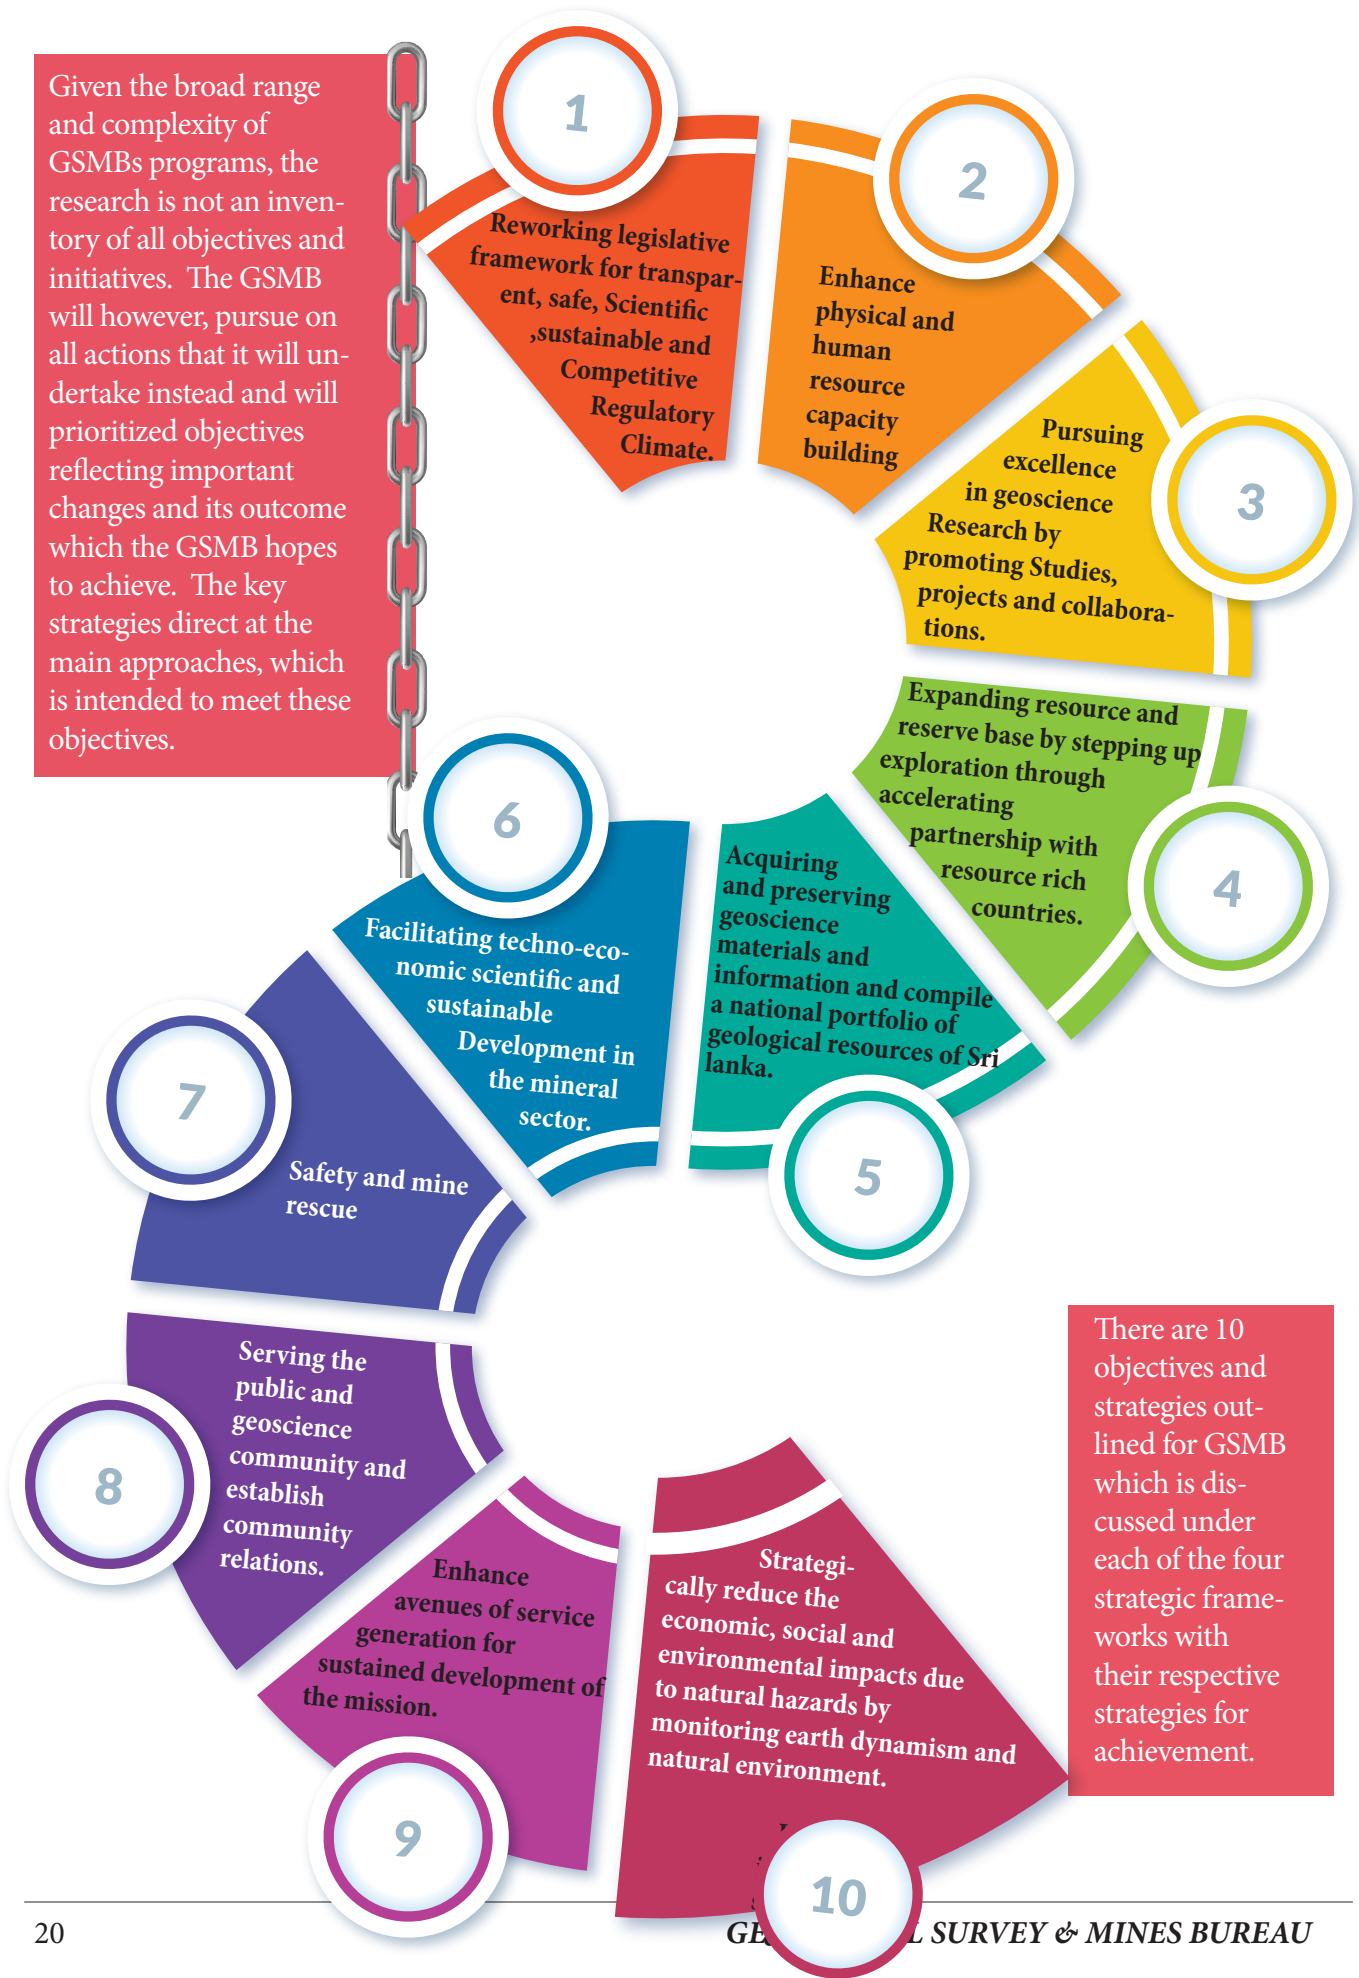 Given the broad range
and complexity of
GSMBs programs, the
research is not an inven-
tory of all objectives and
initiatives.  The GSMB
will however, pursue on
all actions that it will un-
dertake instead and will
prioritized objectives
reflecting important
changes and its outcome
which the GSMB hopes
to achieve.  The key
strategies direct at the
main approaches, which
is intended to meet these
objectives.
1
Reworking legislative
framework for transpar-
ent, safe, Scientific
,sustainable and
Competitive
Regulatory
Climate.
2
Enhance
physical and
human
resource
capacity
building
3
Pursuing
excellence
in geoscience
Research by
promoting Studies,
projects and collabora-
tions.
4
Expanding resource and
reserve base by stepping up
exploration through
accelerating
partnership with
resource rich
countries.
5
Acquiring
and preserving
geoscience
materials and
information and compile
a national portfolio of
geological resources of Sri
lanka.
6
Facilitating techno-eco-
nomic scientific and
sustainable
Development in
the mineral
sector.
7
Safety and mine
rescue
8
Serving the
public and
geoscience
community and
establish
community
relations.
9
Enhance
avenues of service
generation for
sustained development of
the mission.
10
Strategi-
cally reduce the
economic, social and
environmental impacts due
to natural hazards by
monitoring earth dynamism and
natural environment.
There are 10
objectives and
strategies out-
lined for GSMB
which is dis-
cussed under
each of the four
strategic frame-
works with
their respective
strategies for
achievement.
20
SURVEY & MINES BUREAU